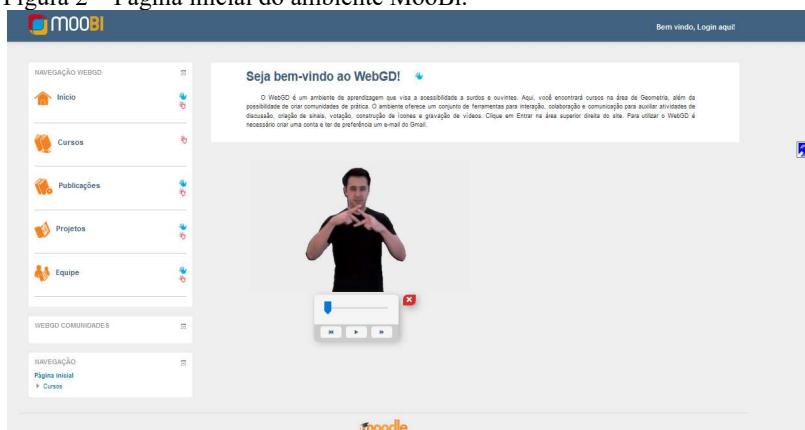 Figura 2 – Página inicial do ambiente MooBi.
MOOBI
Bem vindo, Login aqui!
NAVEGAÇÃO WEBGD
Início
Cursos
Publicações
Projetos
Equipe
WEBGD COMUNIDADES
NAVEGAÇÃO
Página inicial
Cursos
Seja bem-vindo ao WebGD!
O WebGD é um ambiente de aprendizagem que visa a acessibilidade a surdos e ouvintes. Aqui, você encontrará cursos na área de Geometria, além da
possibilidade de criar comunidades de prática. O ambiente oferece um conjunto de ferramentas para interação, colaboração e comunicação para auxiliar atividades de
discussão, criação de sinais, votação, construção de ícones e gravação de vídeos. Clique em Entrar na área superior direita do site. Para utilizar o WebGD é
necessário criar uma conta e ter de preferência um e-mail do Gmail.
moodle